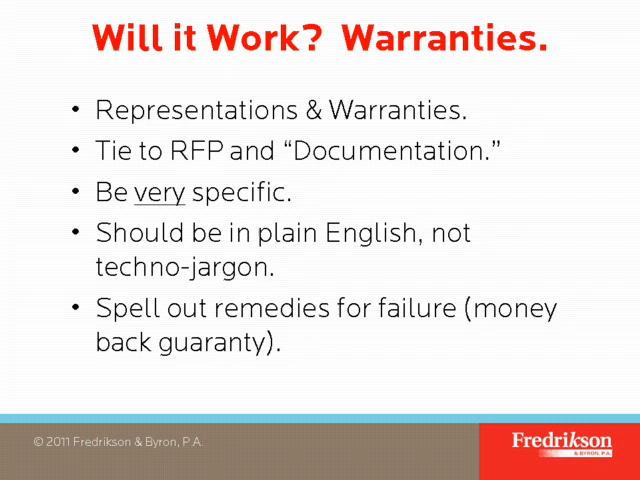 Will it Work?  Warranties.
• Representations & Warranties.
• Tie to RFP and “Documentation.”
• Be very specific.
• Should be in plain English, not
techno-jargon.
• Spell out remedies for failure (money
back guaranty).
© 2011 Fredrikson & Byron, P.A.
Fredrikson
& BYRON, P.A.